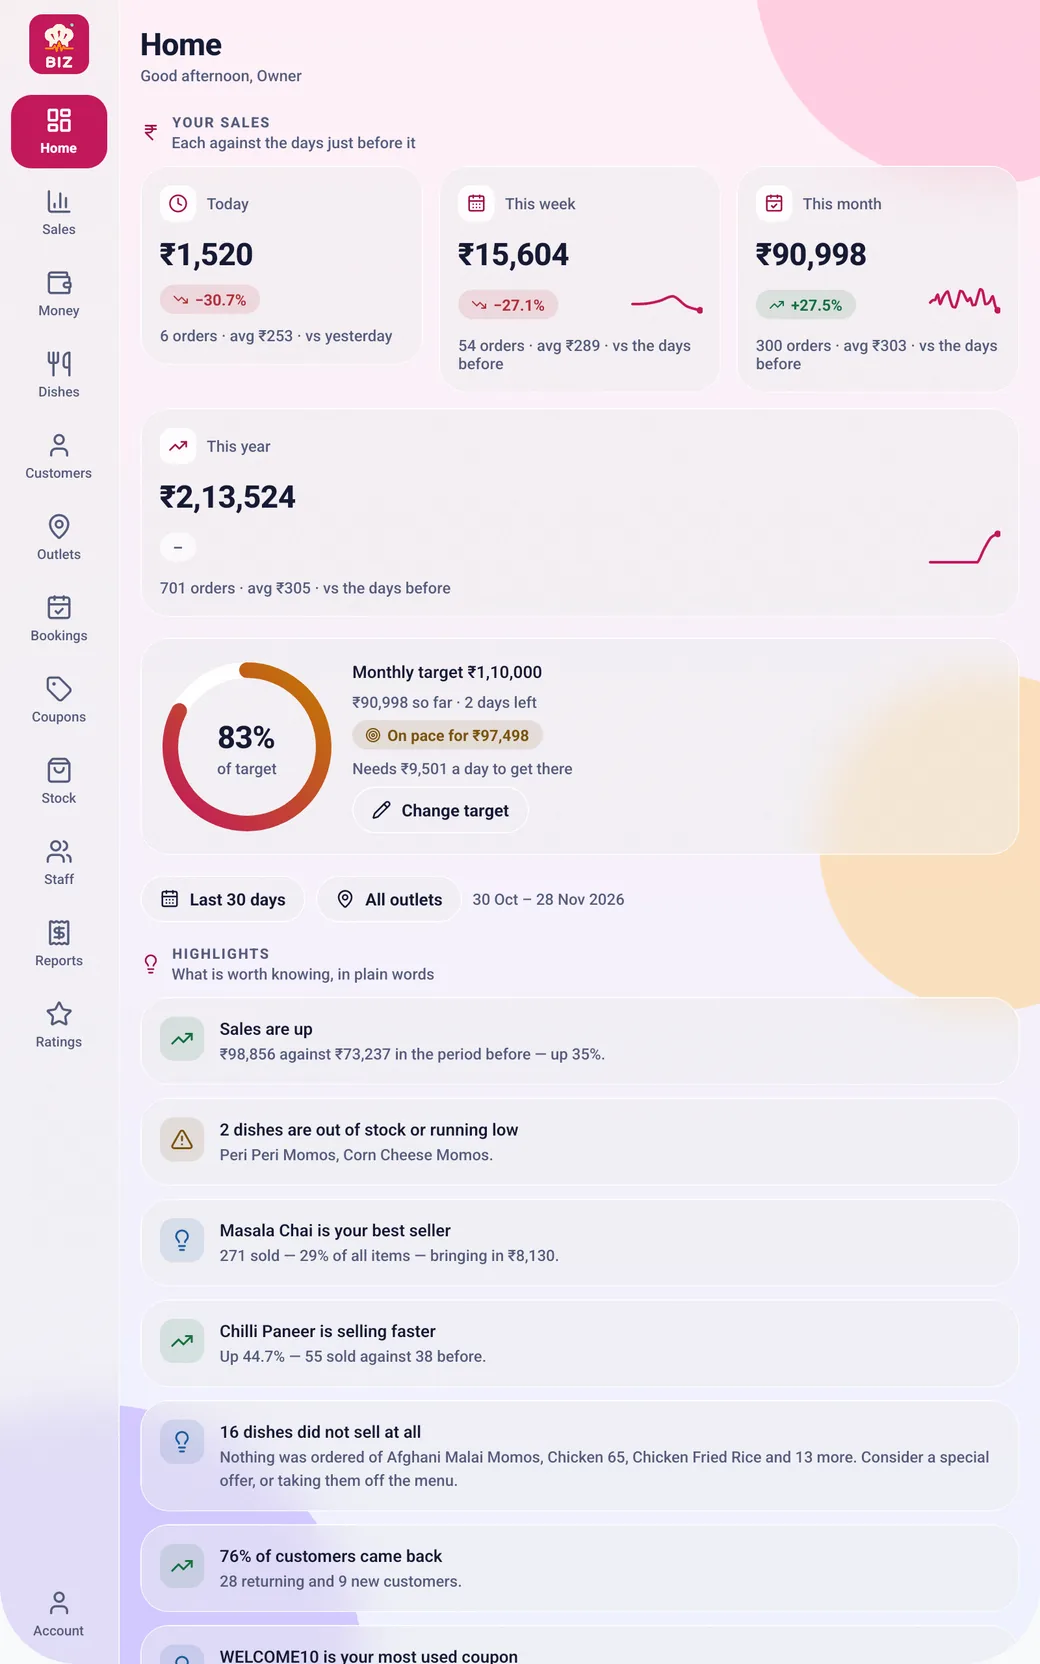 BIZ
Home
Sales
Money
Dishes
Customers
Outlets
Bookings
Coupons
Stock
Staff
Reports
Ratings
Account
Home
Good afternoon, Owner
YOUR SALES
Each against the days just before it
Today
₹1,520
−30.7%
6 orders · avg ₹253 · vs yesterday
This week
₹15,604
−27.1%
54 orders · avg ₹289 · vs the days
before
This month
₹90,998
+27.5%
300 orders · avg ₹303 · vs the days
before
This year
₹2,13,524
–
701 orders · avg ₹305 · vs the days before
83%
of target
Monthly target ₹1,10,000
₹90,998 so far · 2 days left
On pace for ₹97,498
Needs ₹9,501 a day to get there
Change target
Last 30 days
All outlets
30 Oct – 28 Nov 2026
HIGHLIGHTS
What is worth knowing, in plain words
Sales are up
₹98,856 against ₹73,237 in the period before — up 35%.
2 dishes are out of stock or running low
Peri Peri Momos, Corn Cheese Momos.
Masala Chai is your best seller
271 sold — 29% of all items — bringing in ₹8,130.
Chilli Paneer is selling faster
Up 44.7% — 55 sold against 38 before.
16 dishes did not sell at all
Nothing was ordered of Afghani Malai Momos, Chicken 65, Chicken Fried Rice and 13 more. Consider a special
offer, or taking them off the menu.
76% of customers came back
28 returning and 9 new customers.
WELCOME10 is your most used coupon